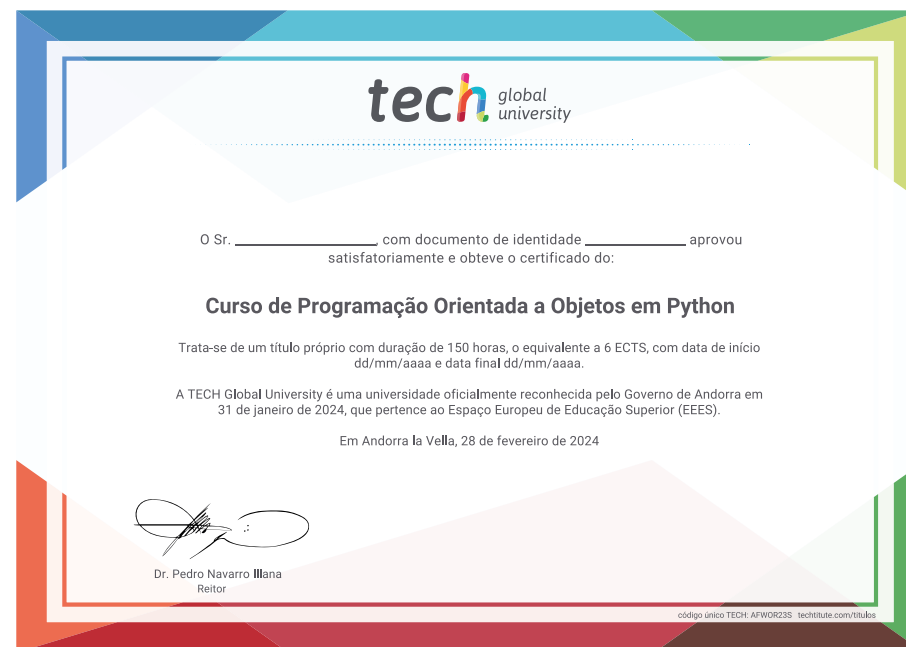 tech global university
O Sr. ____________________, com documento de identidade ______________ aprovou
satisfatoriamente e obteve o certificado do:
Curso de Programação Orientada a Objetos em Python
Trata-se de um título próprio com duração de 150 horas, o equivalente a 6 ECTS, com data de início
dd/mm/aaaa e data final dd/mm/aaaa.
A TECH Global University é uma universidade oficialmente reconhecida pelo Governo de Andorra em
31 de janeiro de 2024, que pertence ao Espaço Europeu de Educação Superior (EEES).
Em Andorra la Vella, 28 de fevereiro de 2024
Dr. Pedro Navarro Illana
Reitor
código único TECH: AFWOR23S techtitute.com/titulos